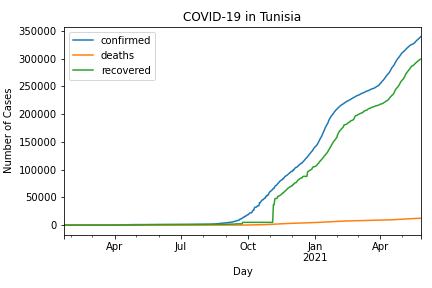 COVID-19 in Tunisia
confirmed
deaths
recovered
350000
300000
250000
200000
150000
100000
50000
0
Number of Cases
Apr Jul Oct Jan Apr
2021
Day